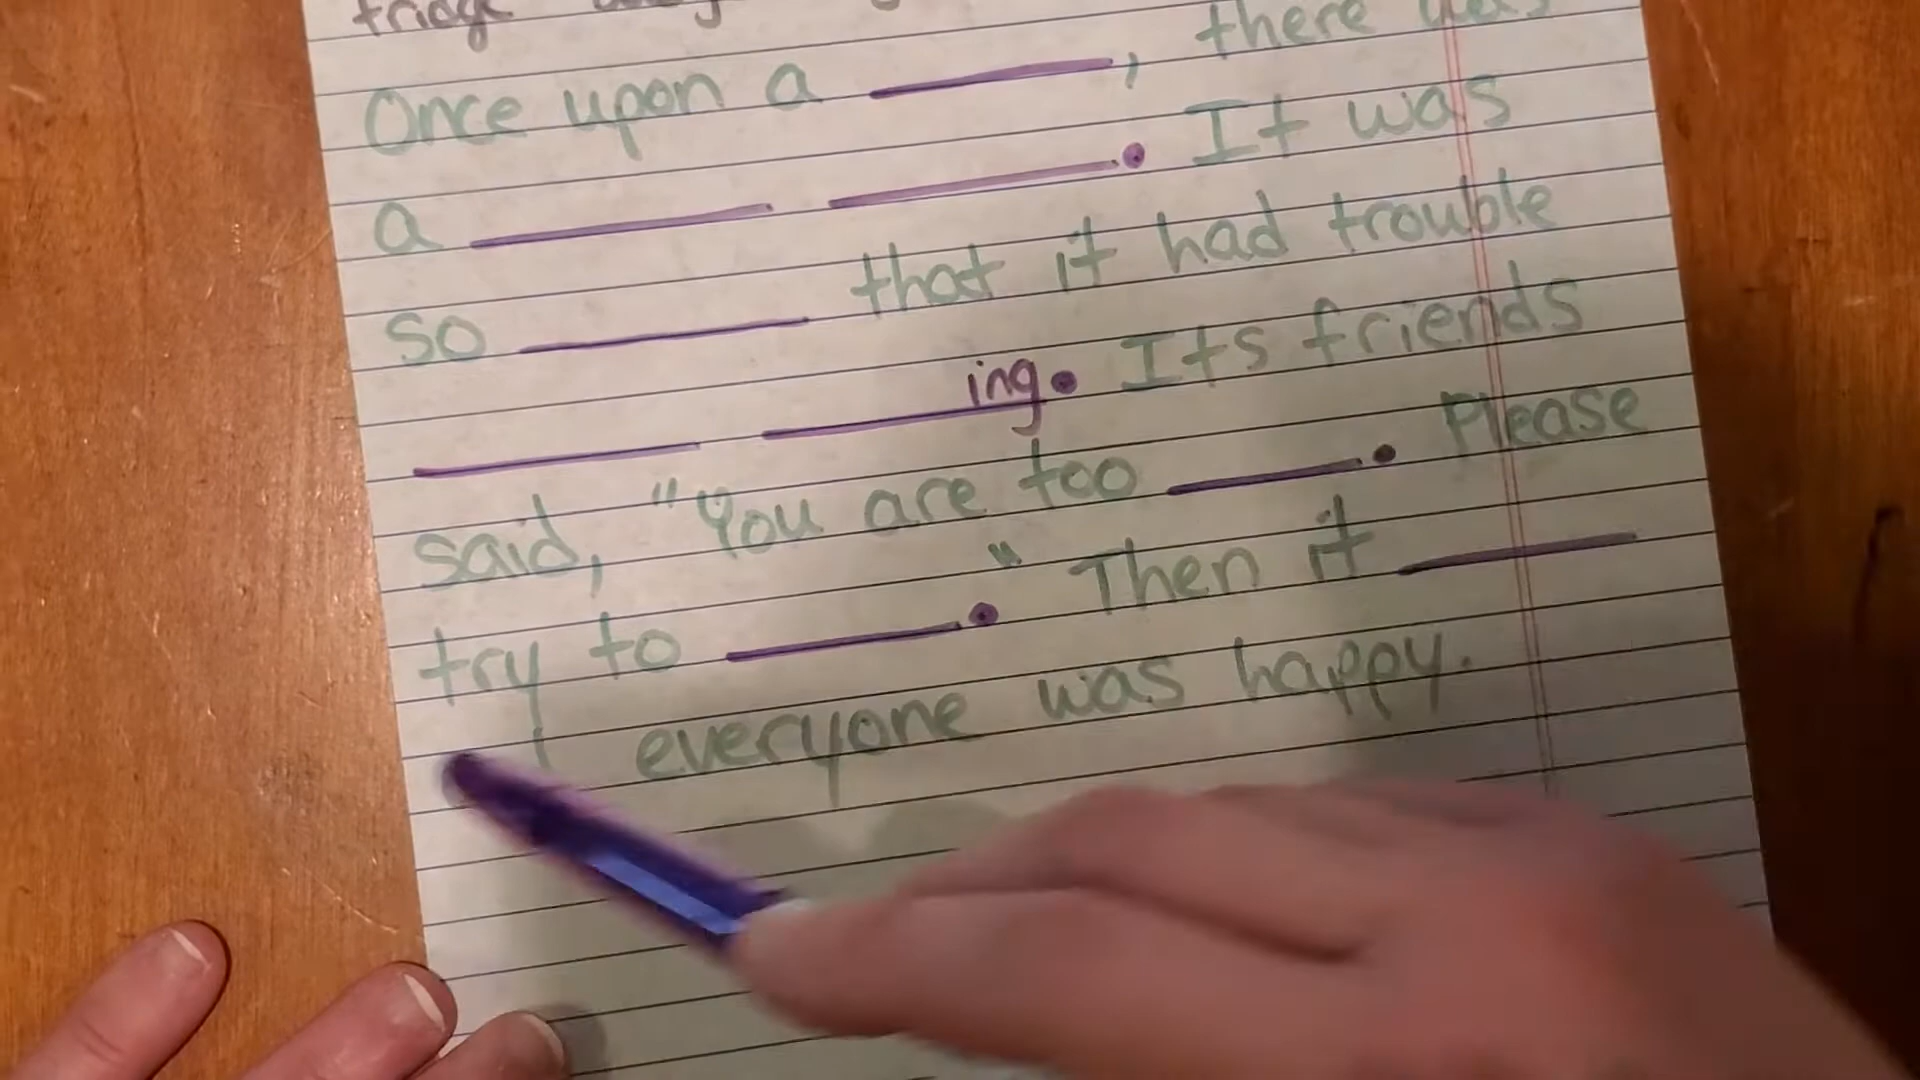 fridge
Once upon a ______, there was
a ______ ______. It was
so ______ that it had trouble
______ ______ing. Its friends
said, "You are too ______. Please
try to ______." Then it ______
everyone was happy.